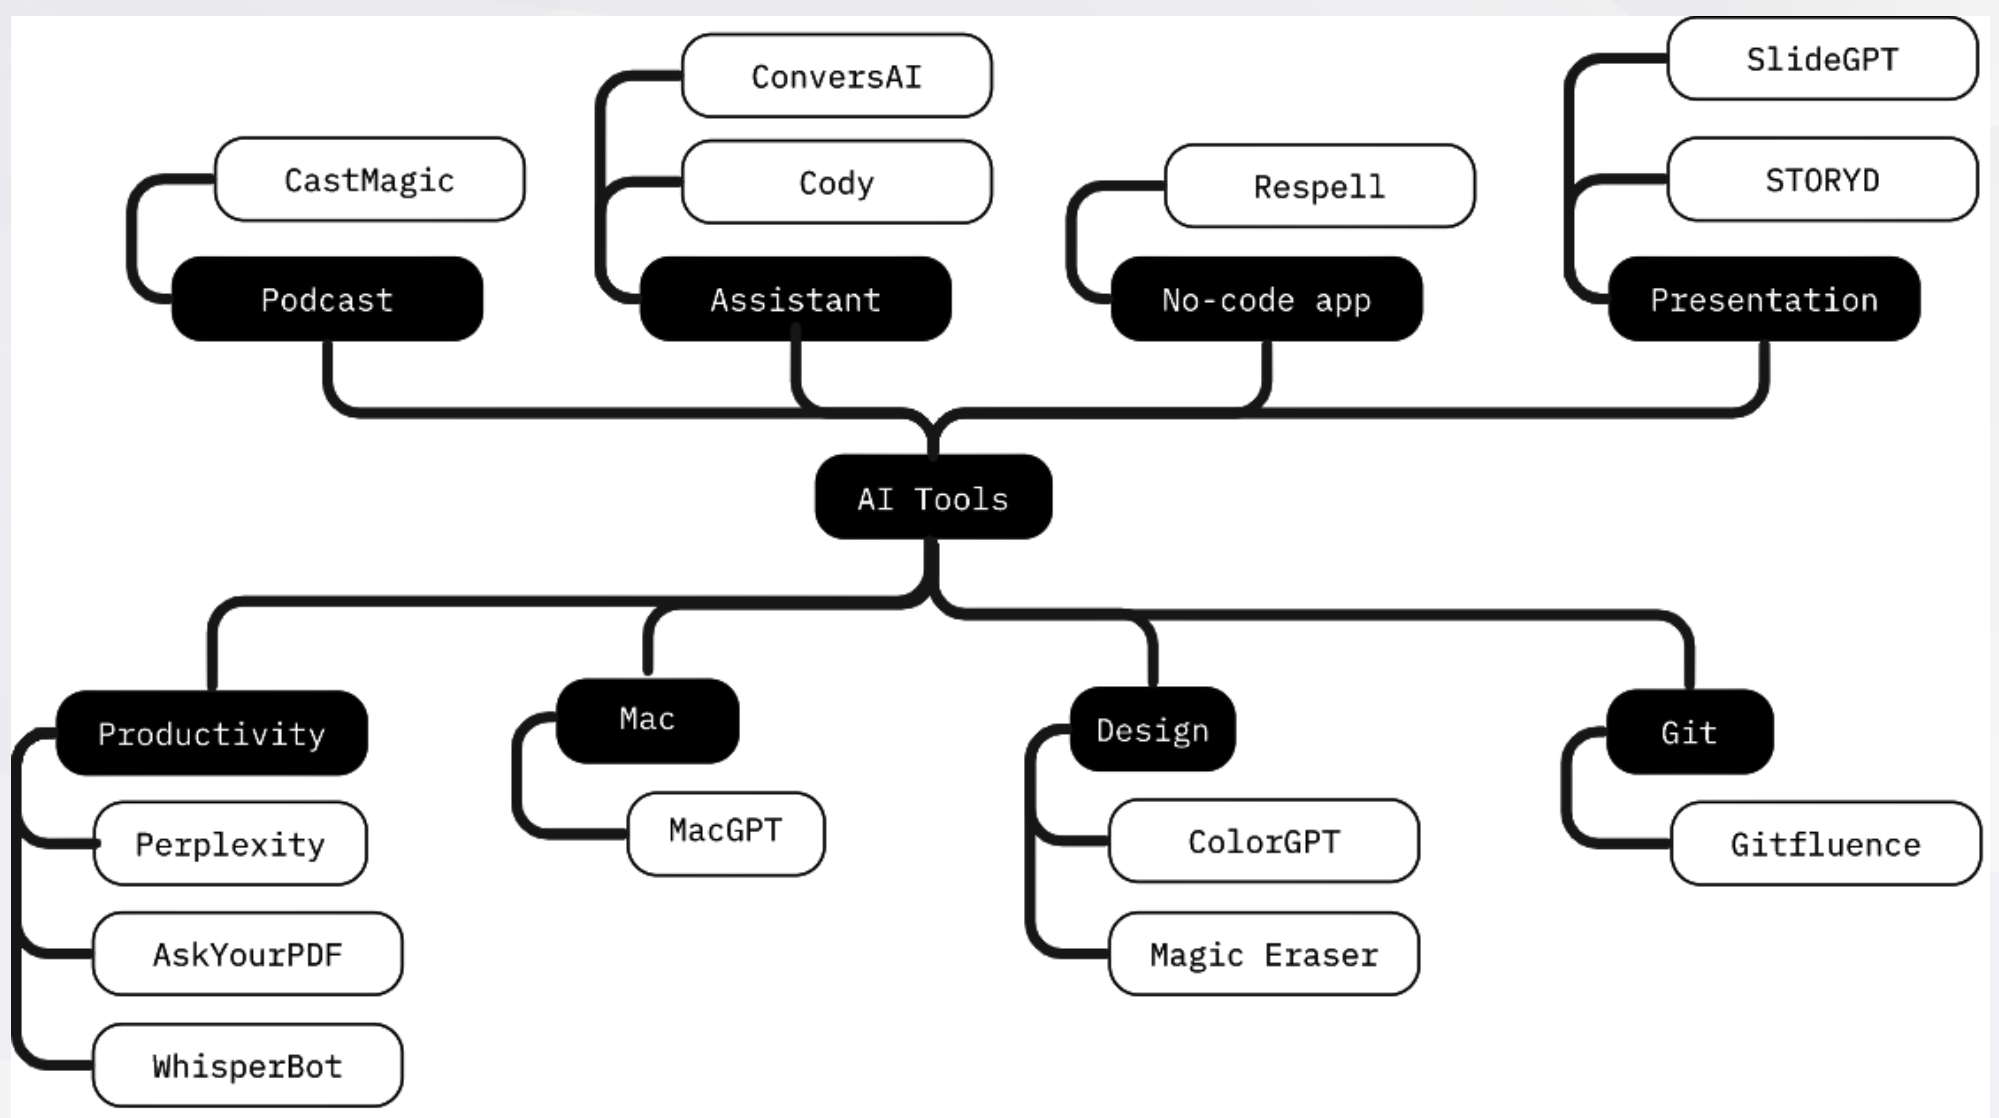 SlideGPT
ConversAI
CastMagic
Cody
Respell
STORYD
Podcast
Assistant
No-code app
Presentation
AI Tools
Productivity
Mac
Design
Git
Perplexity
MacGPT
ColorGPT
Gitfluence
AskYourPDF
Magic Eraser
WhisperBot